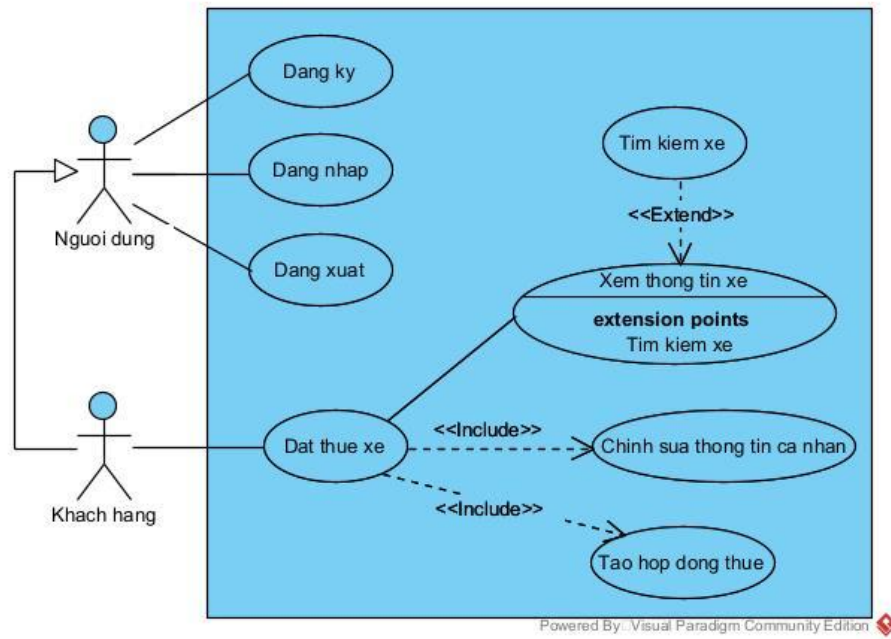 Dang ky
Tim kiem xe
Dang nhap
<<Extend>>
Nguoi dung
Dang xuat
Xem thong tin xe
extension points
Tim kiem xe
Dat thue xe
<<Include>>
Chinh sua thong tin ca nhan
Khach hang
<<Include>>
Tao hop dong thue
Powered By Visual Paradigm Community Edition